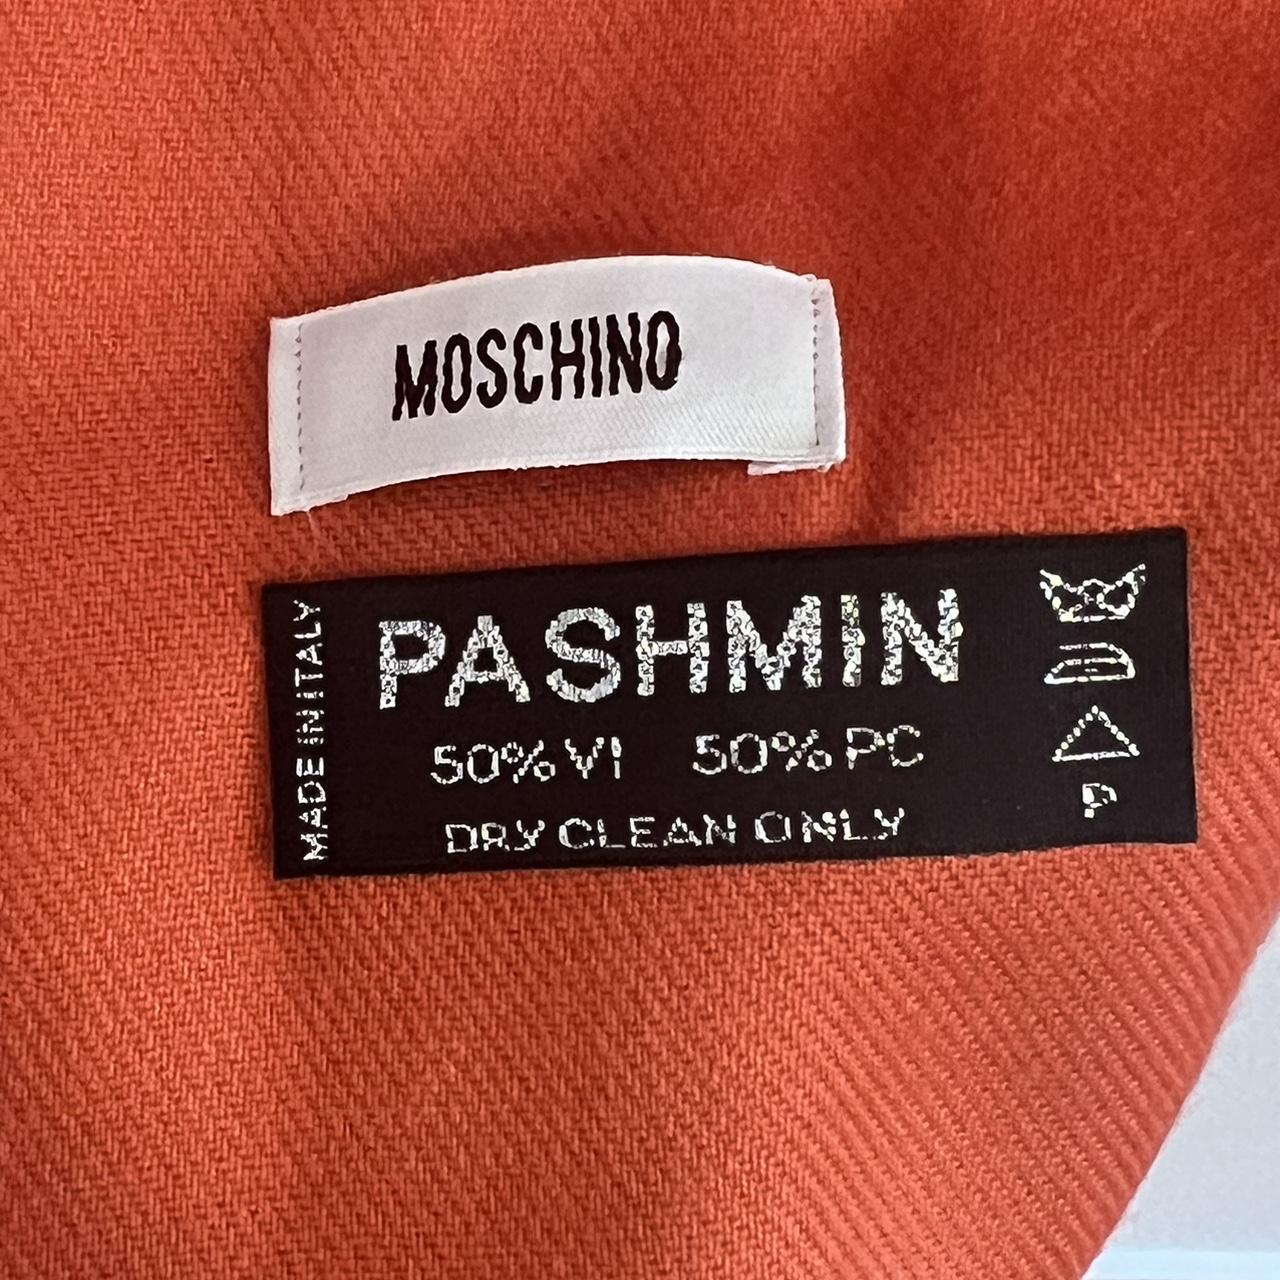 MOSCHINO
MADE IN ITALY
PASHMIN
50% VI 50% PC
DRY CLEAN ONLY
P